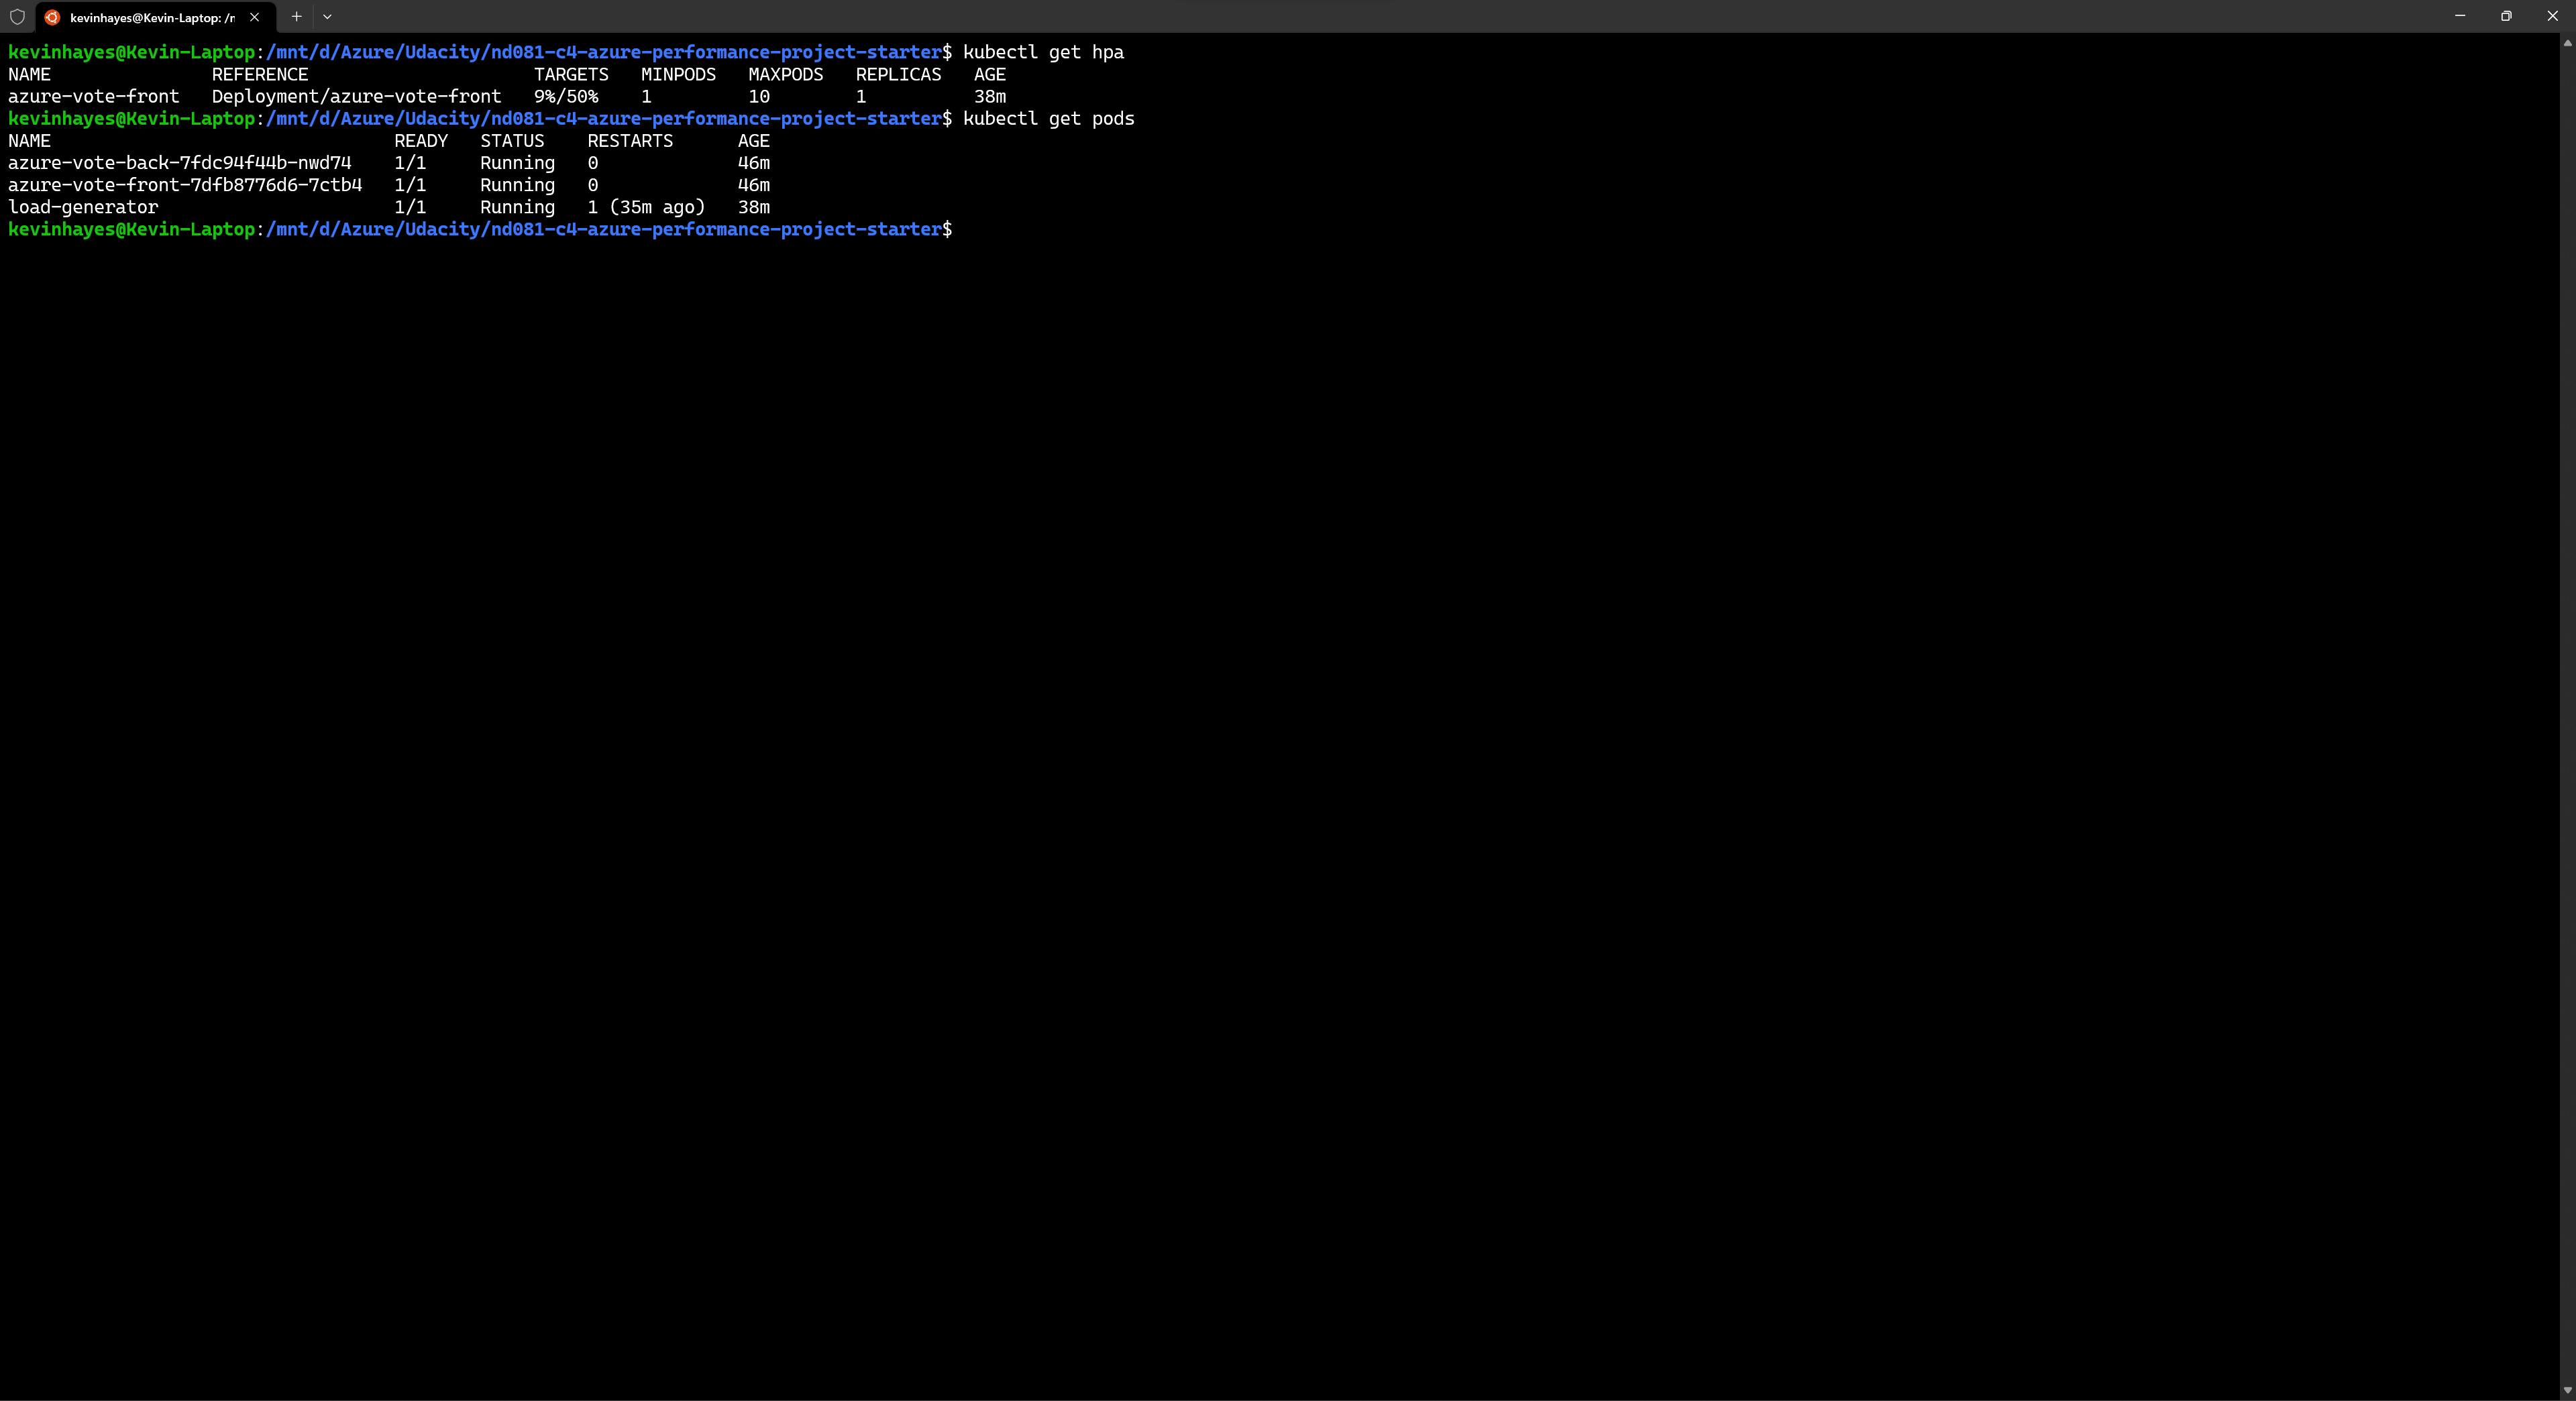 kevinhayes@Kevin-Laptop: /n
kevinhayes@Kevin-Laptop:/mnt/d/Azure/Udacity/nd081-c4-azure-performance-project-starter$ kubectl get hpa
NAME               REFERENCE                     TARGETS   MINPODS   MAXPODS   REPLICAS   AGE
azure-vote-front   Deployment/azure-vote-front   9%/50%    1         10        1          38m
kevinhayes@Kevin-Laptop:/mnt/d/Azure/Udacity/nd081-c4-azure-performance-project-starter$ kubectl get pods
NAME                                READY   STATUS    RESTARTS      AGE
azure-vote-back-7fdc94f44b-nwd74    1/1     Running   0             46m
azure-vote-front-7dfb8776d6-7ctb4   1/1     Running   0             46m
load-generator                      1/1     Running   1 (35m ago)   38m
kevinhayes@Kevin-Laptop:/mnt/d/Azure/Udacity/nd081-c4-azure-performance-project-starter$